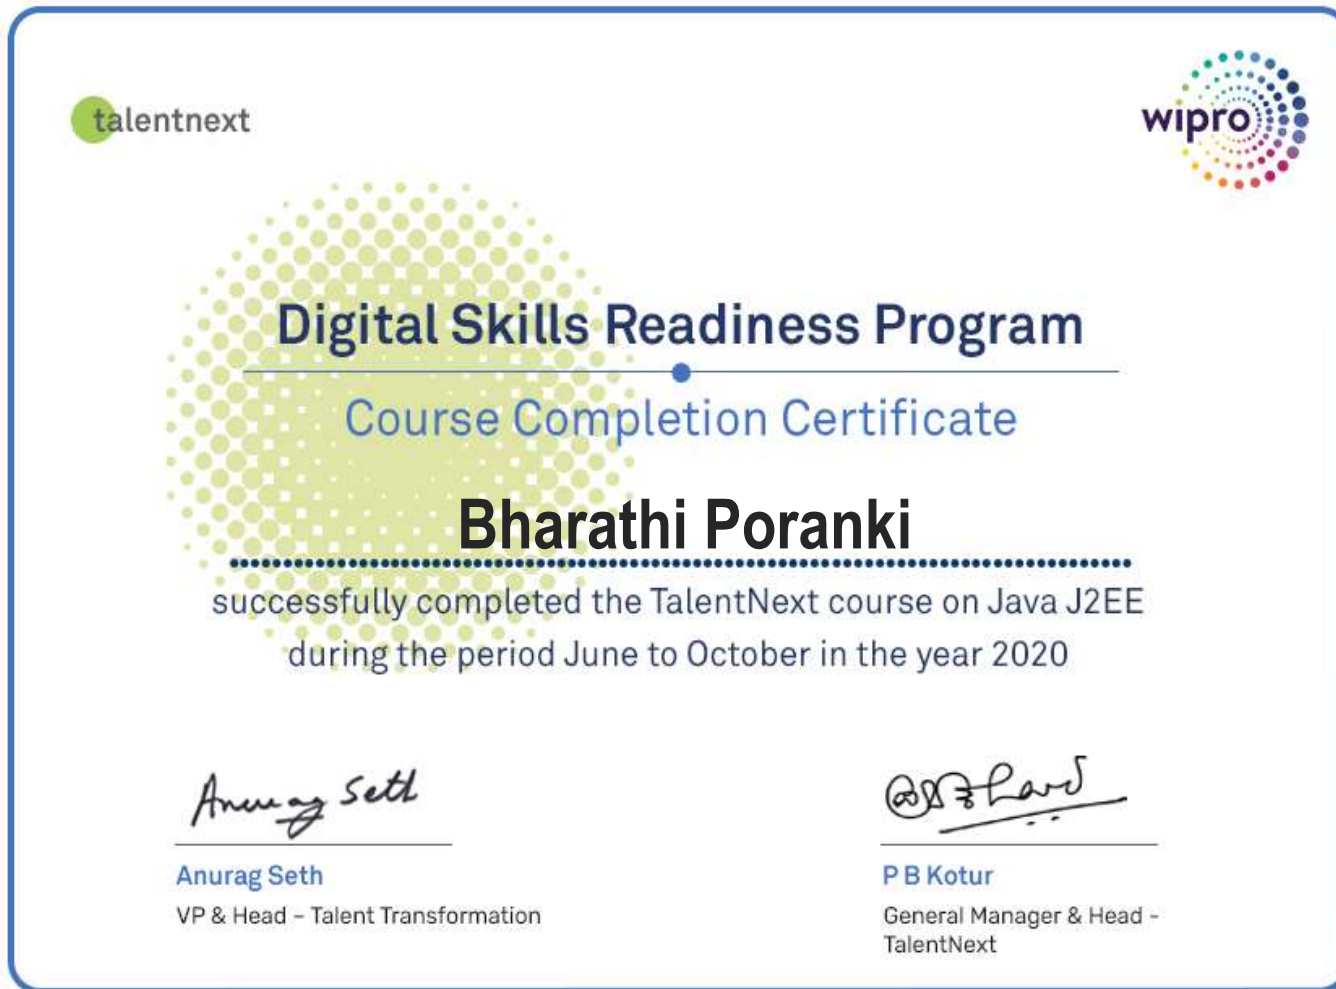 talentnext
wipro
Digital Skills Readiness Program
Course Completion Certificate
Bharathi Poranki
successfully completed the TalentNext course on Java J2EE
during the period June to October in the year 2020
Anurag Seth
Anurag Seth
VP & Head – Talent Transformation
P B Kotur
General Manager & Head -
TalentNext